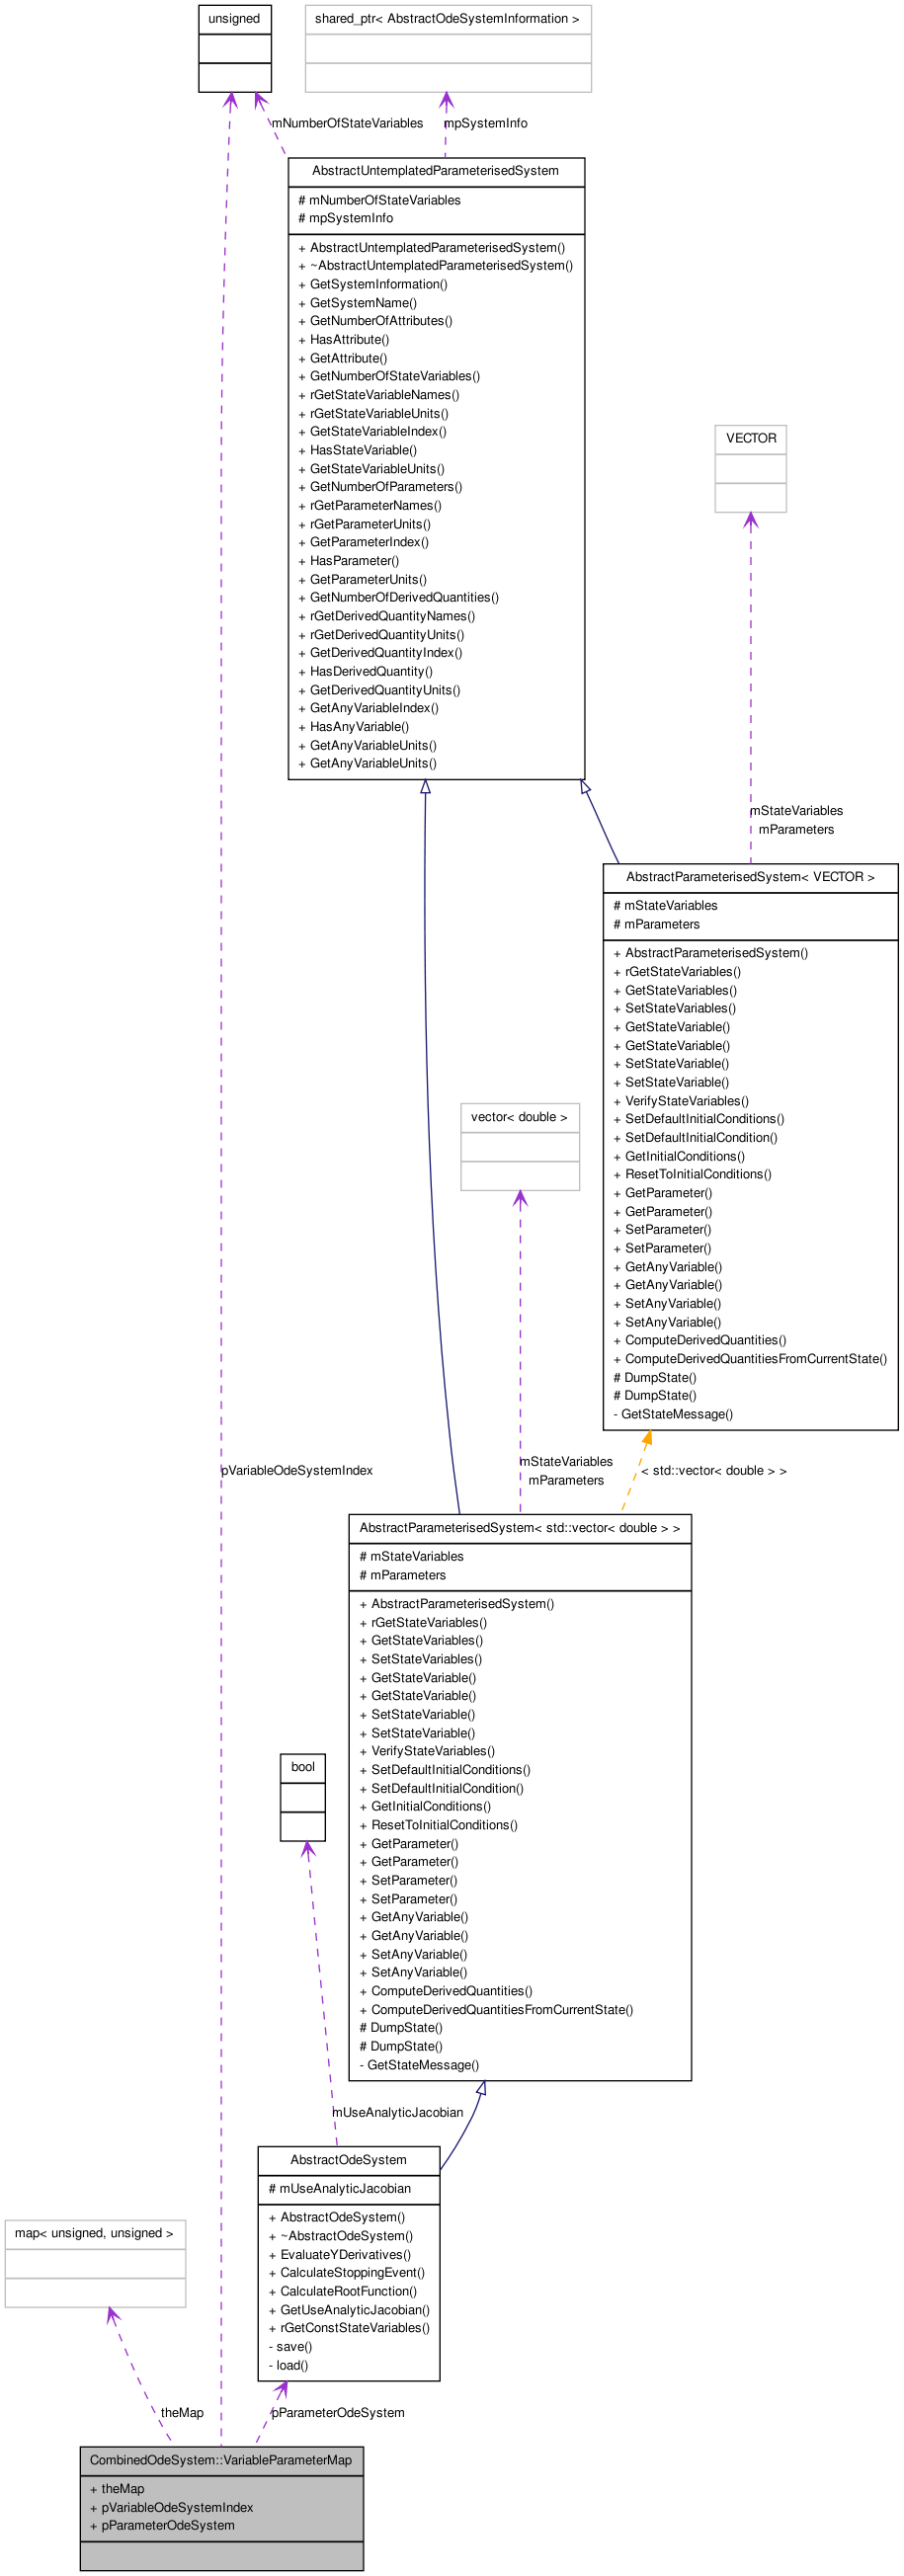 unsigned
shared_ptr< AbstractOdeSystemInformation >
mNumberOfStateVariables
mpSystemInfo
AbstractUntemplatedParameterisedSystem
# mNumberOfStateVariables
# mpSystemInfo
+ AbstractUntemplatedParameterisedSystem()
+ ~AbstractUntemplatedParameterisedSystem()
+ GetSystemInformation()
+ GetSystemName()
+ GetNumberOfAttributes()
+ HasAttribute()
+ GetAttribute()
+ GetNumberOfStateVariables()
+ rGetStateVariableNames()
+ rGetStateVariableUnits()
+ GetStateVariableIndex()
+ HasStateVariable()
+ GetStateVariableUnits()
+ GetNumberOfParameters()
+ rGetParameterNames()
+ rGetParameterUnits()
+ GetParameterIndex()
+ HasParameter()
+ GetParameterUnits()
+ GetNumberOfDerivedQuantities()
+ rGetDerivedQuantityNames()
+ rGetDerivedQuantityUnits()
+ GetDerivedQuantityIndex()
+ HasDerivedQuantity()
+ GetDerivedQuantityUnits()
+ GetAnyVariableIndex()
+ HasAnyVariable()
+ GetAnyVariableUnits()
+ GetAnyVariableUnits()
VECTOR
mStateVariables
mParameters
AbstractParameterisedSystem< VECTOR >
# mStateVariables
# mParameters
+ AbstractParameterisedSystem()
+ rGetStateVariables()
+ GetStateVariables()
+ SetStateVariables()
+ GetStateVariable()
+ GetStateVariable()
+ SetStateVariable()
+ SetStateVariable()
+ VerifyStateVariables()
+ SetDefaultInitialConditions()
+ SetDefaultInitialCondition()
+ GetInitialConditions()
+ ResetToInitialConditions()
+ GetParameter()
+ GetParameter()
+ SetParameter()
+ SetParameter()
+ GetAnyVariable()
+ GetAnyVariable()
+ SetAnyVariable()
+ SetAnyVariable()
+ ComputeDerivedQuantities()
+ ComputeDerivedQuantitiesFromCurrentState()
# DumpState()
# DumpState()
- GetStateMessage()
vector< double >
pVariableOdeSystemIndex
mStateVariables
mParameters
< std::vector< double > >
AbstractParameterisedSystem< std::vector< double > >
# mStateVariables
# mParameters
+ AbstractParameterisedSystem()
+ rGetStateVariables()
+ GetStateVariables()
+ SetStateVariables()
+ GetStateVariable()
+ GetStateVariable()
+ SetStateVariable()
+ SetStateVariable()
+ VerifyStateVariables()
+ SetDefaultInitialConditions()
+ SetDefaultInitialCondition()
+ GetInitialConditions()
+ ResetToInitialConditions()
+ GetParameter()
+ GetParameter()
+ SetParameter()
+ SetParameter()
+ GetAnyVariable()
+ GetAnyVariable()
+ SetAnyVariable()
+ SetAnyVariable()
+ ComputeDerivedQuantities()
+ ComputeDerivedQuantitiesFromCurrentState()
# DumpState()
# DumpState()
- GetStateMessage()
bool
mUseAnalyticJacobian
AbstractOdeSystem
# mUseAnalyticJacobian
+ AbstractOdeSystem()
+ ~AbstractOdeSystem()
+ EvaluateYDerivatives()
+ CalculateStoppingEvent()
+ CalculateRootFunction()
+ GetUseAnalyticJacobian()
+ rGetConstStateVariables()
- save()
- load()
map< unsigned, unsigned >
theMap
pParameterOdeSystem
CombinedOdeSystem::VariableParameterMap
+ theMap
+ pVariableOdeSystemIndex
+ pParameterOdeSystem